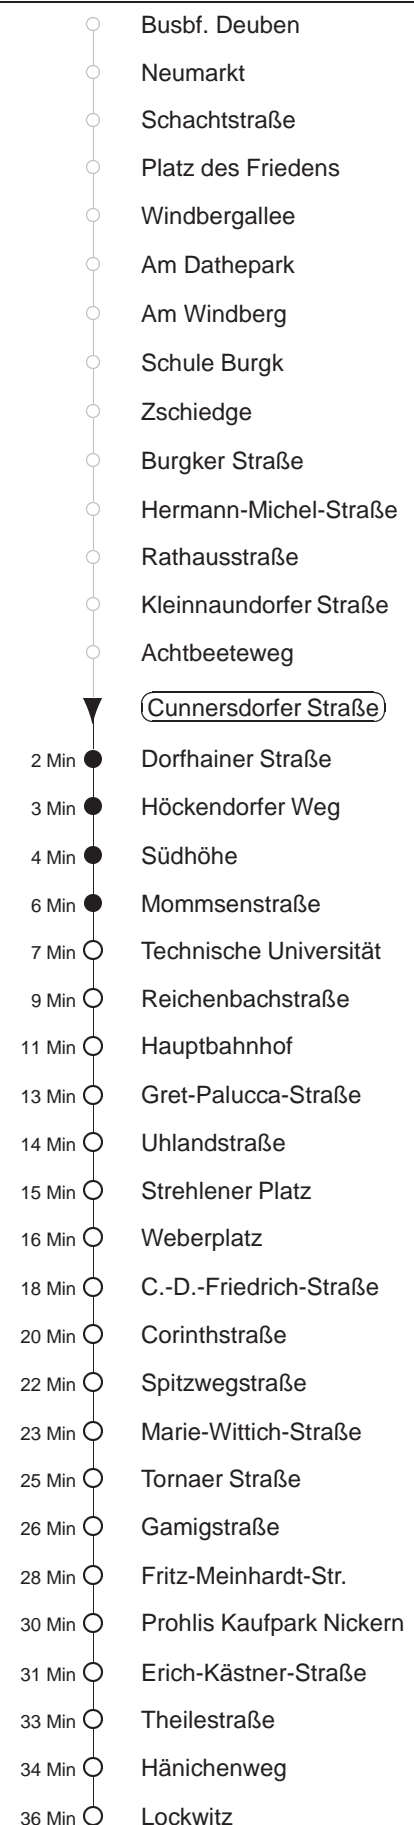 Busbf. Deuben
Neumarkt
Schachtstraße
Platz des Friedens
Windbergallee
Am Dathepark
Am Windberg
Schule Burgk
Zschiedge
Burgker Straße
Hermann-Michel-Straße
Rathausstraße
Kleinnaundorfer Straße
Achtbeeteweg
Cunnersdorfer Straße
2 Min Dorfhainer Straße
3 Min Höckendorfer Weg
4 Min Südhöhe
6 Min Mommsenstraße
7 Min Technische Universität
9 Min Reichenbachstraße
11 Min Hauptbahnhof
13 Min Gret-Palucca-Straße
14 Min Uhlandstraße
15 Min Strehlener Platz
16 Min Weberplatz
18 Min C.-D.-Friedrich-Straße
20 Min Corinthstraße
22 Min Spitzwegstraße
23 Min Marie-Wittich-Straße
25 Min Tornaer Straße
26 Min Gamigstraße
28 Min Fritz-Meinhardt-Str.
30 Min Prohlis Kaufpark Nickern
31 Min Erich-Kästner-Straße
33 Min Theilestraße
34 Min Hänichenweg
36 Min Lockwitz